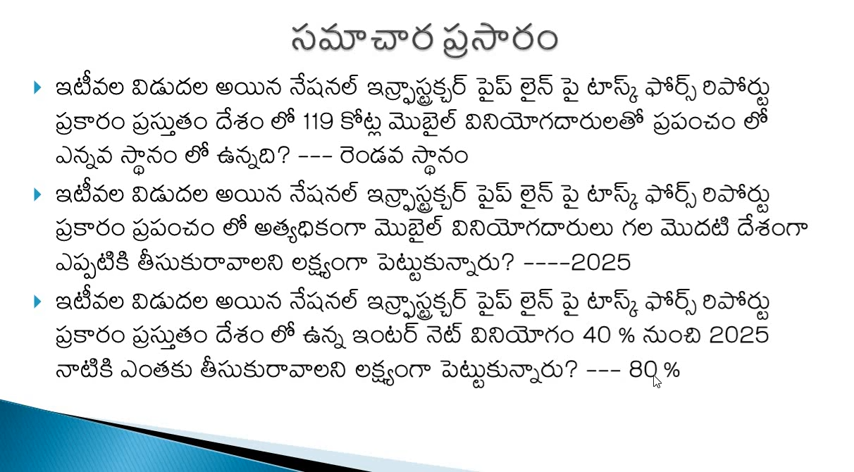 సమాచార ప్రసారం
ఇటీవల విడుదల అయిన నేషనల్ ఇన్ఫ్రాస్ట్రక్చర్ పైప్ లైన్ పై టాస్క్ ఫోర్స్ రిపోర్టు
ప్రకారం ప్రస్తుతం దేశం లో 119 కోట్ల మొబైల్ వినియోగదారులతో ప్రపంచం లో
ఎన్నవ స్థానం లో ఉన్నది? --- రెండవ స్థానం
ఇటీవల విడుదల అయిన నేషనల్ ఇన్ఫ్రాస్ట్రక్చర్ పైప్ లైన్ పై టాస్క్ ఫోర్స్ రిపోర్టు
ప్రకారం ప్రపంచం లో అత్యధికంగా మొబైల్ వినియోగదారులు గల మొదటి దేశంగా
ఎప్పటికి తీసుకురావాలని లక్ష్యంగా పెట్టుకున్నారు? ----2025
ఇటీవల విడుదల అయిన నేషనల్ ఇన్ఫ్రాస్ట్రక్చర్ పైప్ లైన్ పై టాస్క్ ఫోర్స్ రిపోర్టు
ప్రకారం ప్రస్తుతం దేశం లో ఉన్న ఇంటర్ నెట్ వినియోగం 40 % నుంచి 2025
నాటికి ఎంతకు తీసుకురావాలని లక్ష్యంగా పెట్టుకున్నారు? --- 80 %